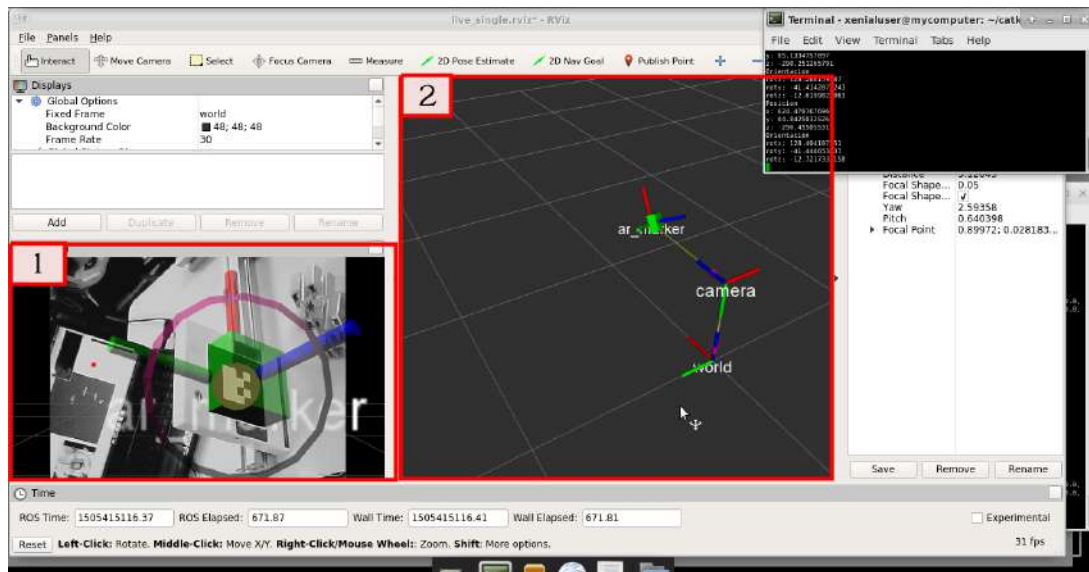 live_single.rviz* - RViz
File Panels Help
Interact Move Camera Select Focus Camera Measure 2D Pose Estimate 2D Nav Goal Publish Point
Displays
Global Options
Fixed Frame world
Background Color 48; 48; 48
Frame Rate 30
Add Duplicate Remove Rename
1
ar_marker
2
ar_marker
camera
world
Terminal - xenialuser@mycomputer: ~/catk
File Edit View Terminal Tabs Help
Orientacion
Posicion
Orientacion
Distance
Focal Shape... 0.05
Focal Shape...
Yaw 2.59358
Pitch 0.640398
Focal Point 0.89972; 0.028183...
Save Remove Rename
Time
ROS Time: 1505415116.37 ROS Elapsed: 671.87 Wall Time: 1505415116.41 Wall Elapsed: 671.81 Experimental
Reset Left-Click: Rotate. Middle-Click: Move X/Y. Right-Click/Mouse Wheel:: Zoom. Shift: More options. 31 fps